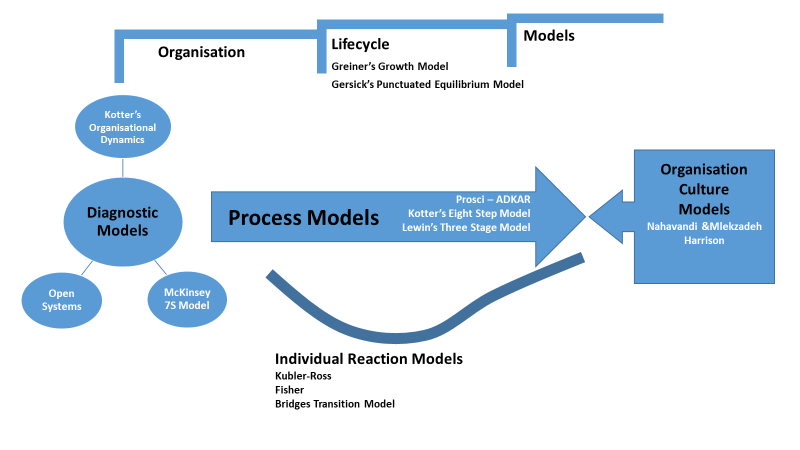 Organisation
Lifecycle
Models
Greiner's Growth Model
Gersick's Punctuated Equilibrium Model
Kotter's
Organisational
Dynamics
Diagnostic
Models
Open
Systems
McKinsey
7S Model
Process Models
Prosci – ADKAR
Kotter's Eight Step Model
Lewin's Three Stage Model
Organisation
Culture
Models
Nahavandi &Mlekzadeh
Harrison
Individual Reaction Models
Kubler-Ross
Fisher
Bridges Transition Model